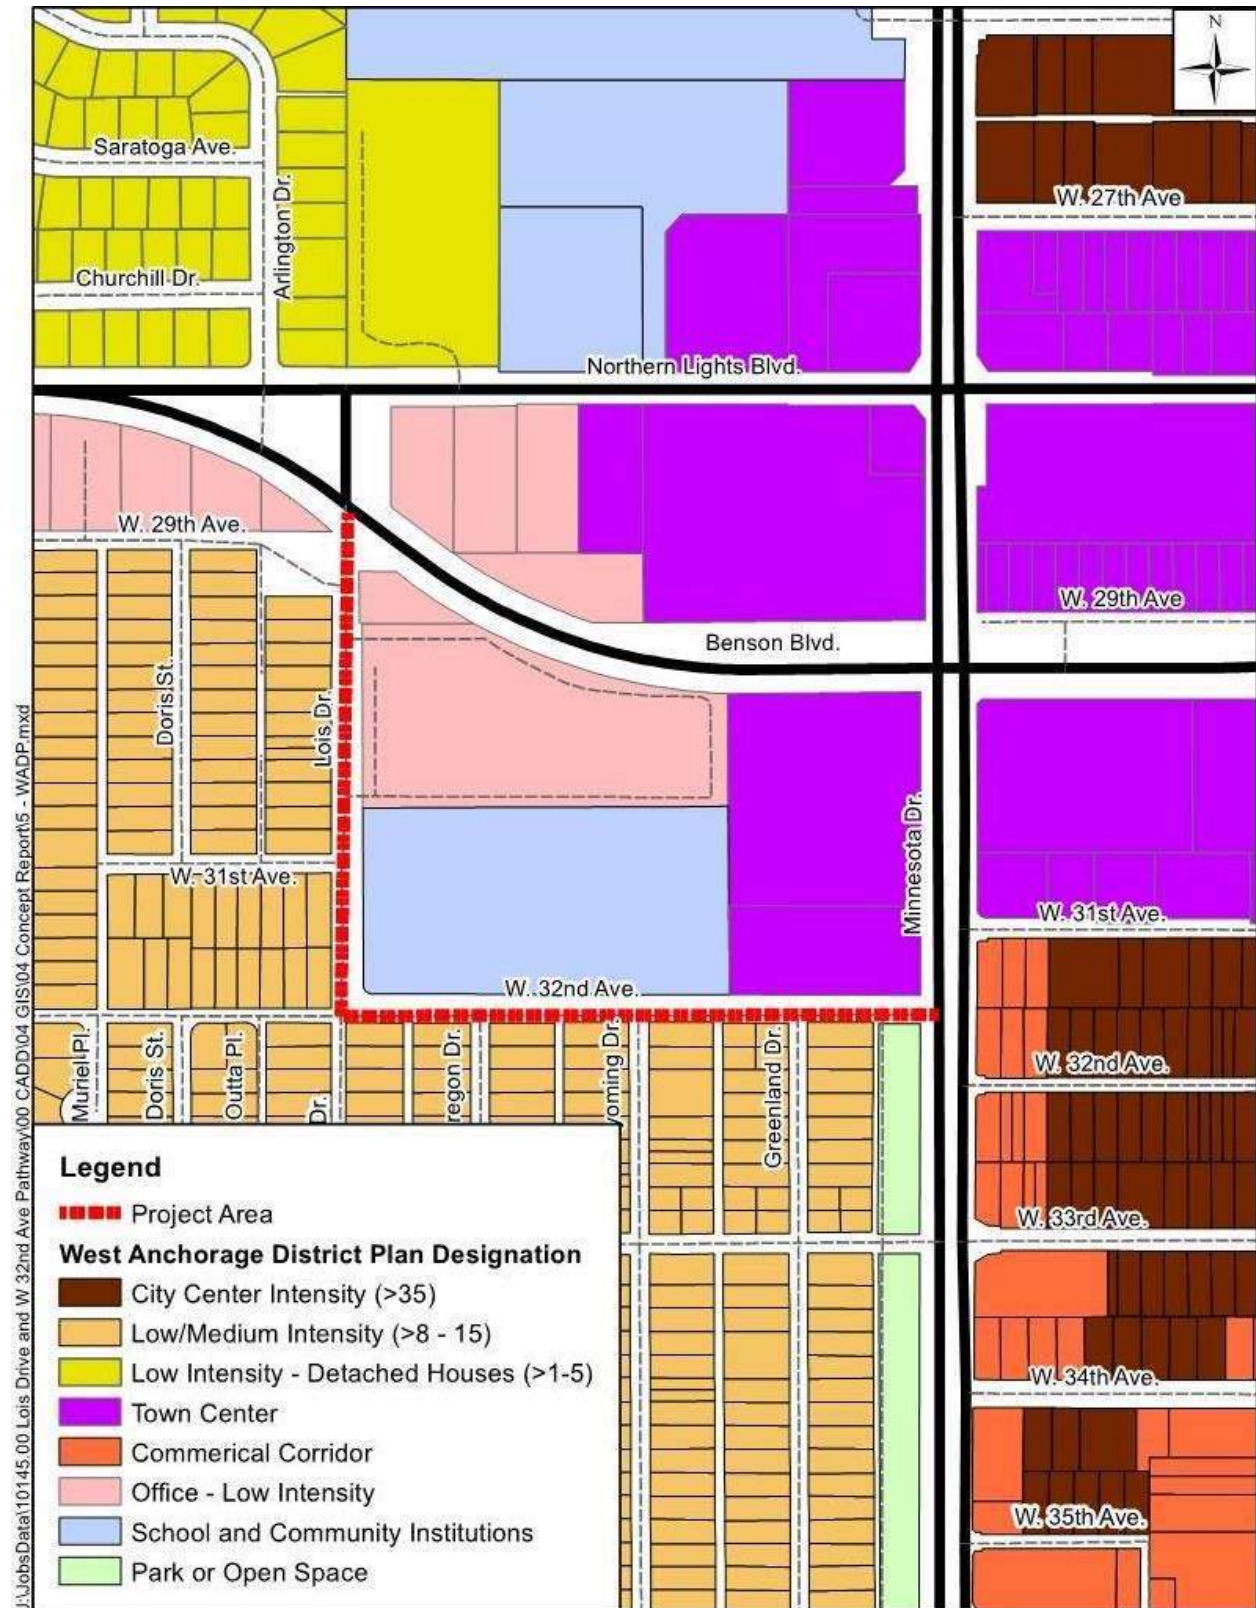 N
Saratoga Ave.
Arlington Dr.
W. 27th Ave
Churchill Dr.
Northern Lights Blvd.
W. 29th Ave.
W. 29th Ave
Benson Blvd.
Doris St.
Lois Dr.
Minnesota Dr.
W. 31st Ave.
W. 31st Ave.
W. 32nd Ave.
Muriel Pl.
Doris St.
Outta Pl.
Dr.
regon Dr.
yoming Dr.
Greenland Dr.
W. 32nd Ave.
W. 33rd Ave.
W. 34th Ave.
W. 35th Ave.
Legend
Project Area
West Anchorage District Plan Designation
City Center Intensity (>35)
Low/Medium Intensity (>8 - 15)
Low Intensity - Detached Houses (>1-5)
Town Center
Commerical Corridor
Office - Low Intensity
School and Community Institutions
Park or Open Space
J:\JobsData\10145.00 Lois Drive and W 32nd Ave Pathway\00 CADD\04 GIS\04 Concept Report\5 - WADP.mxd